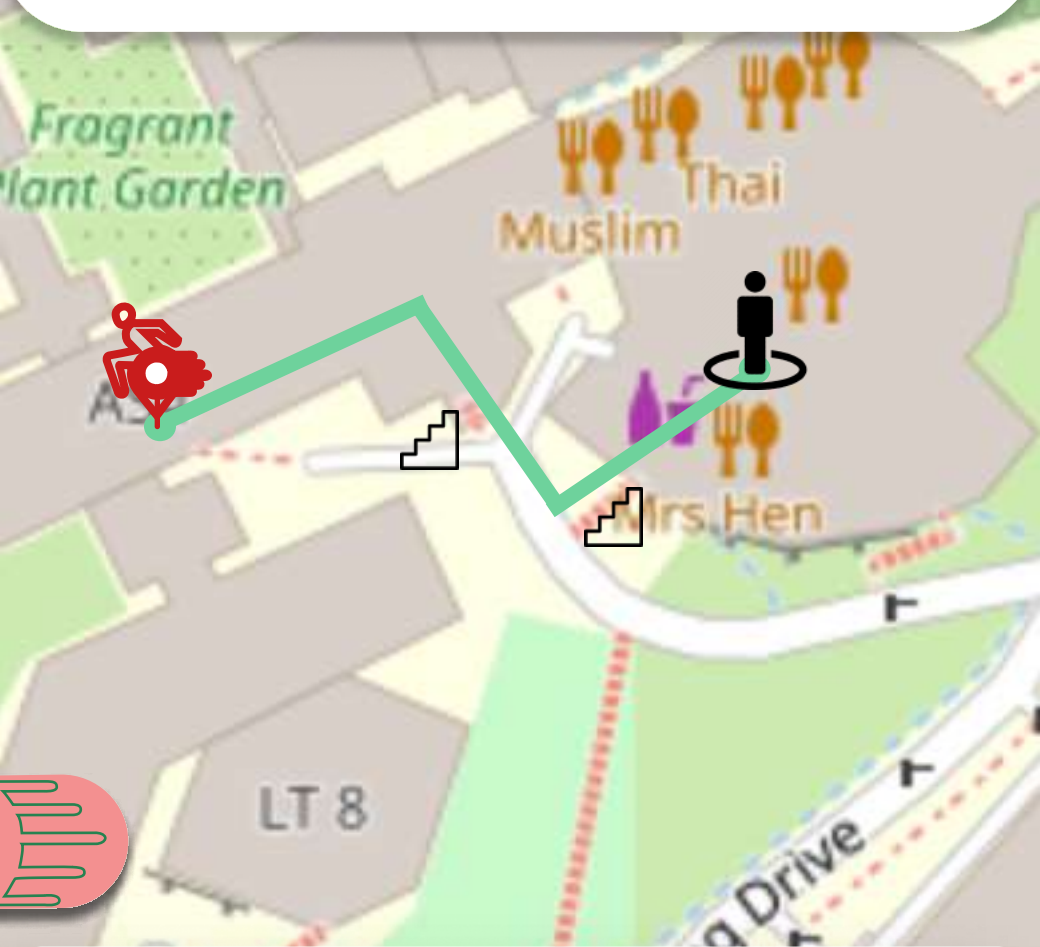 Fragrant
Plant Garden
Thai
Muslim
Mrs Hen
LT 8
g Drive